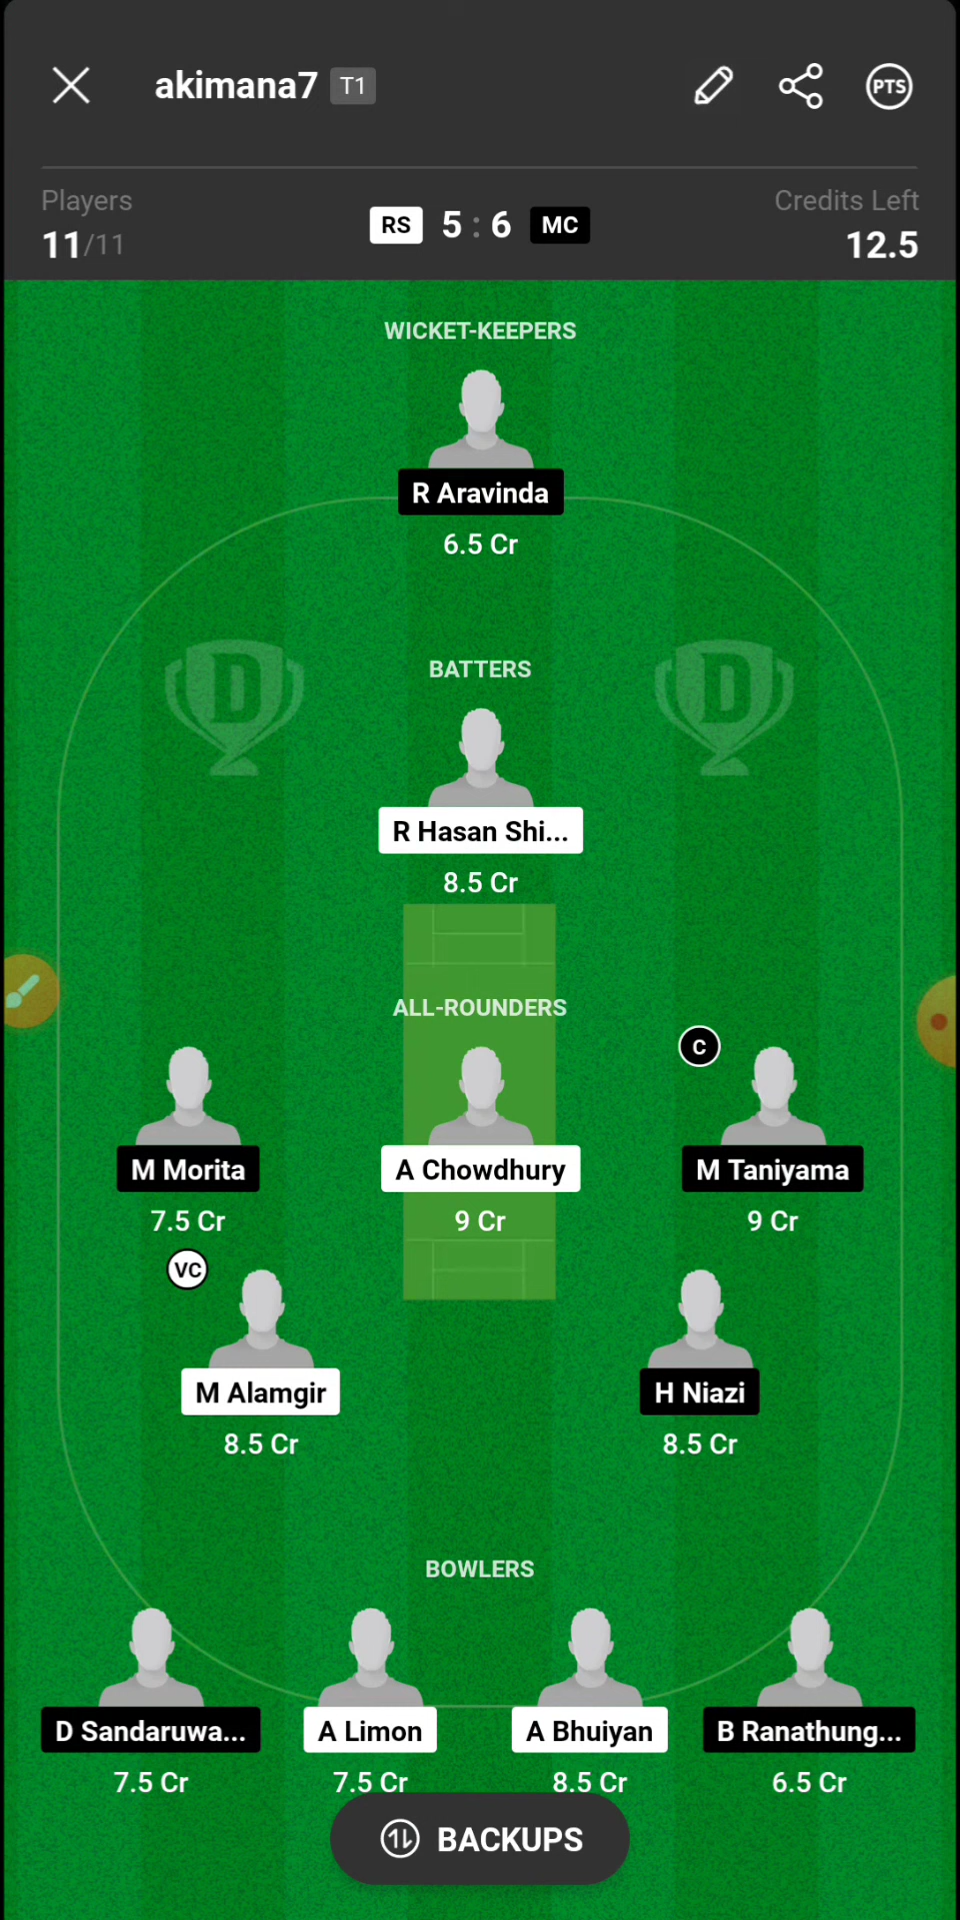 akimana7 T1 PTS
Players Credits Left
11/11 RS 5 : 6 MC 12.5
WICKET-KEEPERS
R Aravinda
6.5 Cr
D D
BATTERS
R Hasan Shi...
8.5 Cr
ALL-ROUNDERS
C
M Morita A Chowdhury M Taniyama
7.5 Cr 9 Cr 9 Cr
VC
M Alamgir H Niazi
8.5 Cr 8.5 Cr
BOWLERS
D Sandaruwa... A Limon A Bhuiyan B Ranathung...
7.5 Cr 7.5 Cr 8.5 Cr 6.5 Cr
BACKUPS